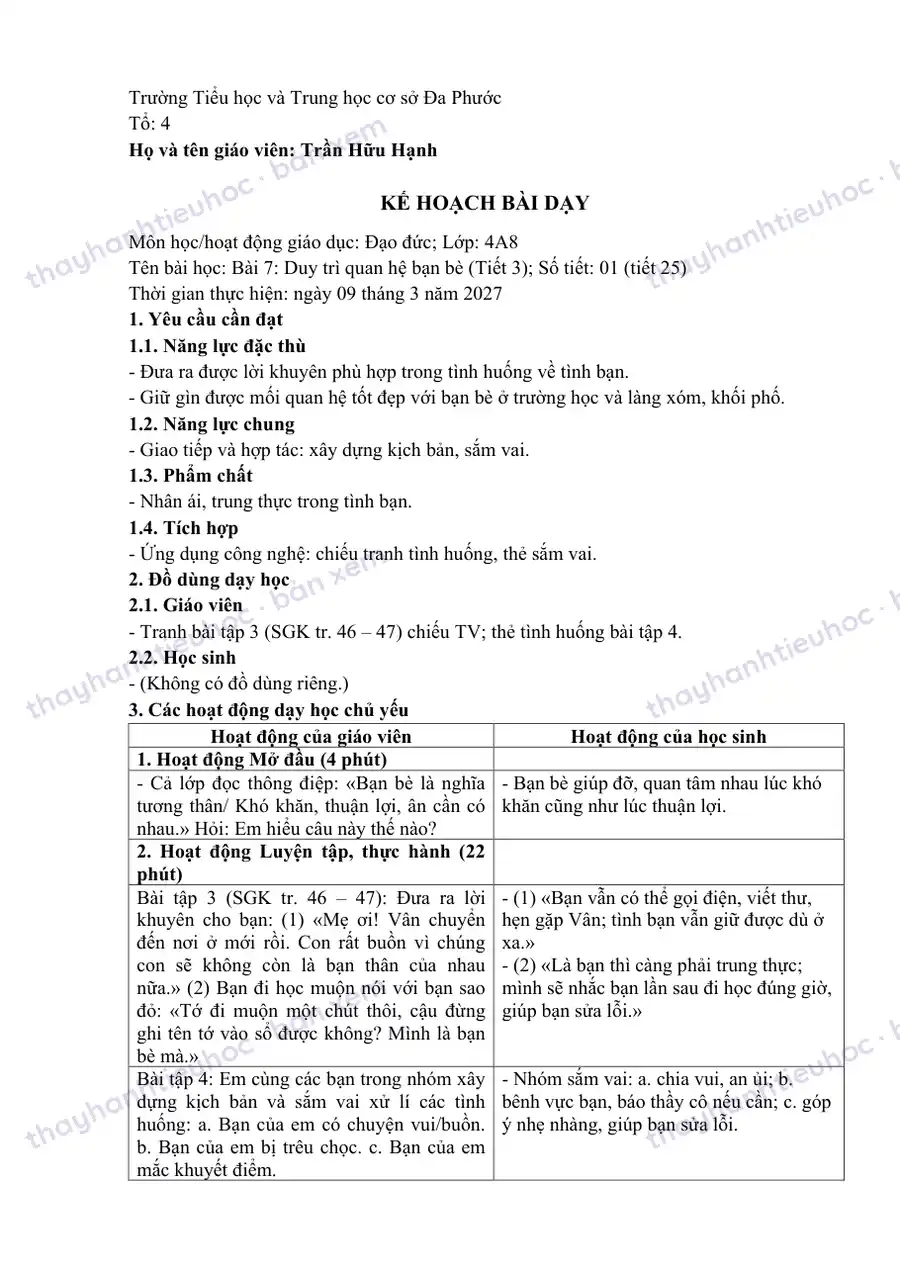 Trường Tiểu học và Trung học cơ sở Đa Phước
Tổ: 4
Họ và tên giáo viên: Trần Hữu Hạnh
KẾ HOẠCH BÀI DẠY
Môn học/hoạt động giáo dục: Đạo đức; Lớp: 4A8
Tên bài học: Bài 7: Duy trì quan hệ bạn bè (Tiết 3); Số tiết: 01 (tiết 25)
Thời gian thực hiện: ngày 09 tháng 3 năm 2027
1. Yêu cầu cần đạt
1.1. Năng lực đặc thù
- Đưa ra được lời khuyên phù hợp trong tình huống về tình bạn.
- Giữ gìn được mối quan hệ tốt đẹp với bạn bè ở trường học và làng xóm, khối phố.
1.2. Năng lực chung
- Giao tiếp và hợp tác: xây dựng kịch bản, sắm vai.
1.3. Phẩm chất
- Nhân ái, trung thực trong tình bạn.
1.4. Tích hợp
- Ứng dụng công nghệ: chiếu tranh tình huống, thẻ sắm vai.
2. Đồ dùng dạy học
2.1. Giáo viên
- Tranh bài tập 3 (SGK tr. 46 – 47) chiếu TV; thẻ tình huống bài tập 4.
2.2. Học sinh
- (Không có đồ dùng riêng.)
3. Các hoạt động dạy học chủ yếu
Hoạt động của giáo viên
Hoạt động của học sinh
1. Hoạt động Mở đầu (4 phút)
- Cả lớp đọc thông điệp: «Bạn bè là nghĩa
tương thân/ Khó khăn, thuận lợi, ân cần có
nhau.» Hỏi: Em hiểu câu này thế nào?
- Bạn bè giúp đỡ, quan tâm nhau lúc khó
khăn cũng như lúc thuận lợi.
2. Hoạt động Luyện tập, thực hành (22
phút)
Bài tập 3 (SGK tr. 46 – 47): Đưa ra lời
khuyên cho bạn: (1) «Mẹ ơi! Vân chuyển
đến nơi ở mới rồi. Con rất buồn vì chúng
con sẽ không còn là bạn thân của nhau
nữa.» (2) Bạn đi học muộn nói với bạn sao
đỏ: «Tớ đi muộn một chút thôi, cậu đừng
ghi tên tớ vào sổ được không? Mình là bạn
bè mà.»
- (1) «Bạn vẫn có thể gọi điện, viết thư,
hẹn gặp Vân; tình bạn vẫn giữ được dù ở
xa.»
- (2) «Là bạn thì càng phải trung thực;
mình sẽ nhắc bạn lần sau đi học đúng giờ,
giúp bạn sửa lỗi.»
Bài tập 4: Em cùng các bạn trong nhóm xây
dựng kịch bản và sắm vai xử lí các tình
huống: a. Bạn của em có chuyện vui/buồn.
b. Bạn của em bị trêu chọc. c. Bạn của em
mắc khuyết điểm.
- Nhóm sắm vai: a. chia vui, an ủi; b.
bênh vực bạn, báo thầy cô nếu cần; c. góp
ý nhẹ nhàng, giúp bạn sửa lỗi.
thayhanhtieuhoc · bản xem
thayhanhtieuhoc · b
thayhanhtieuhoc · bản xem
thayhanhtieuhoc · b
thayhanhtieuhoc · bản xem
thayhanhtieuhoc · b